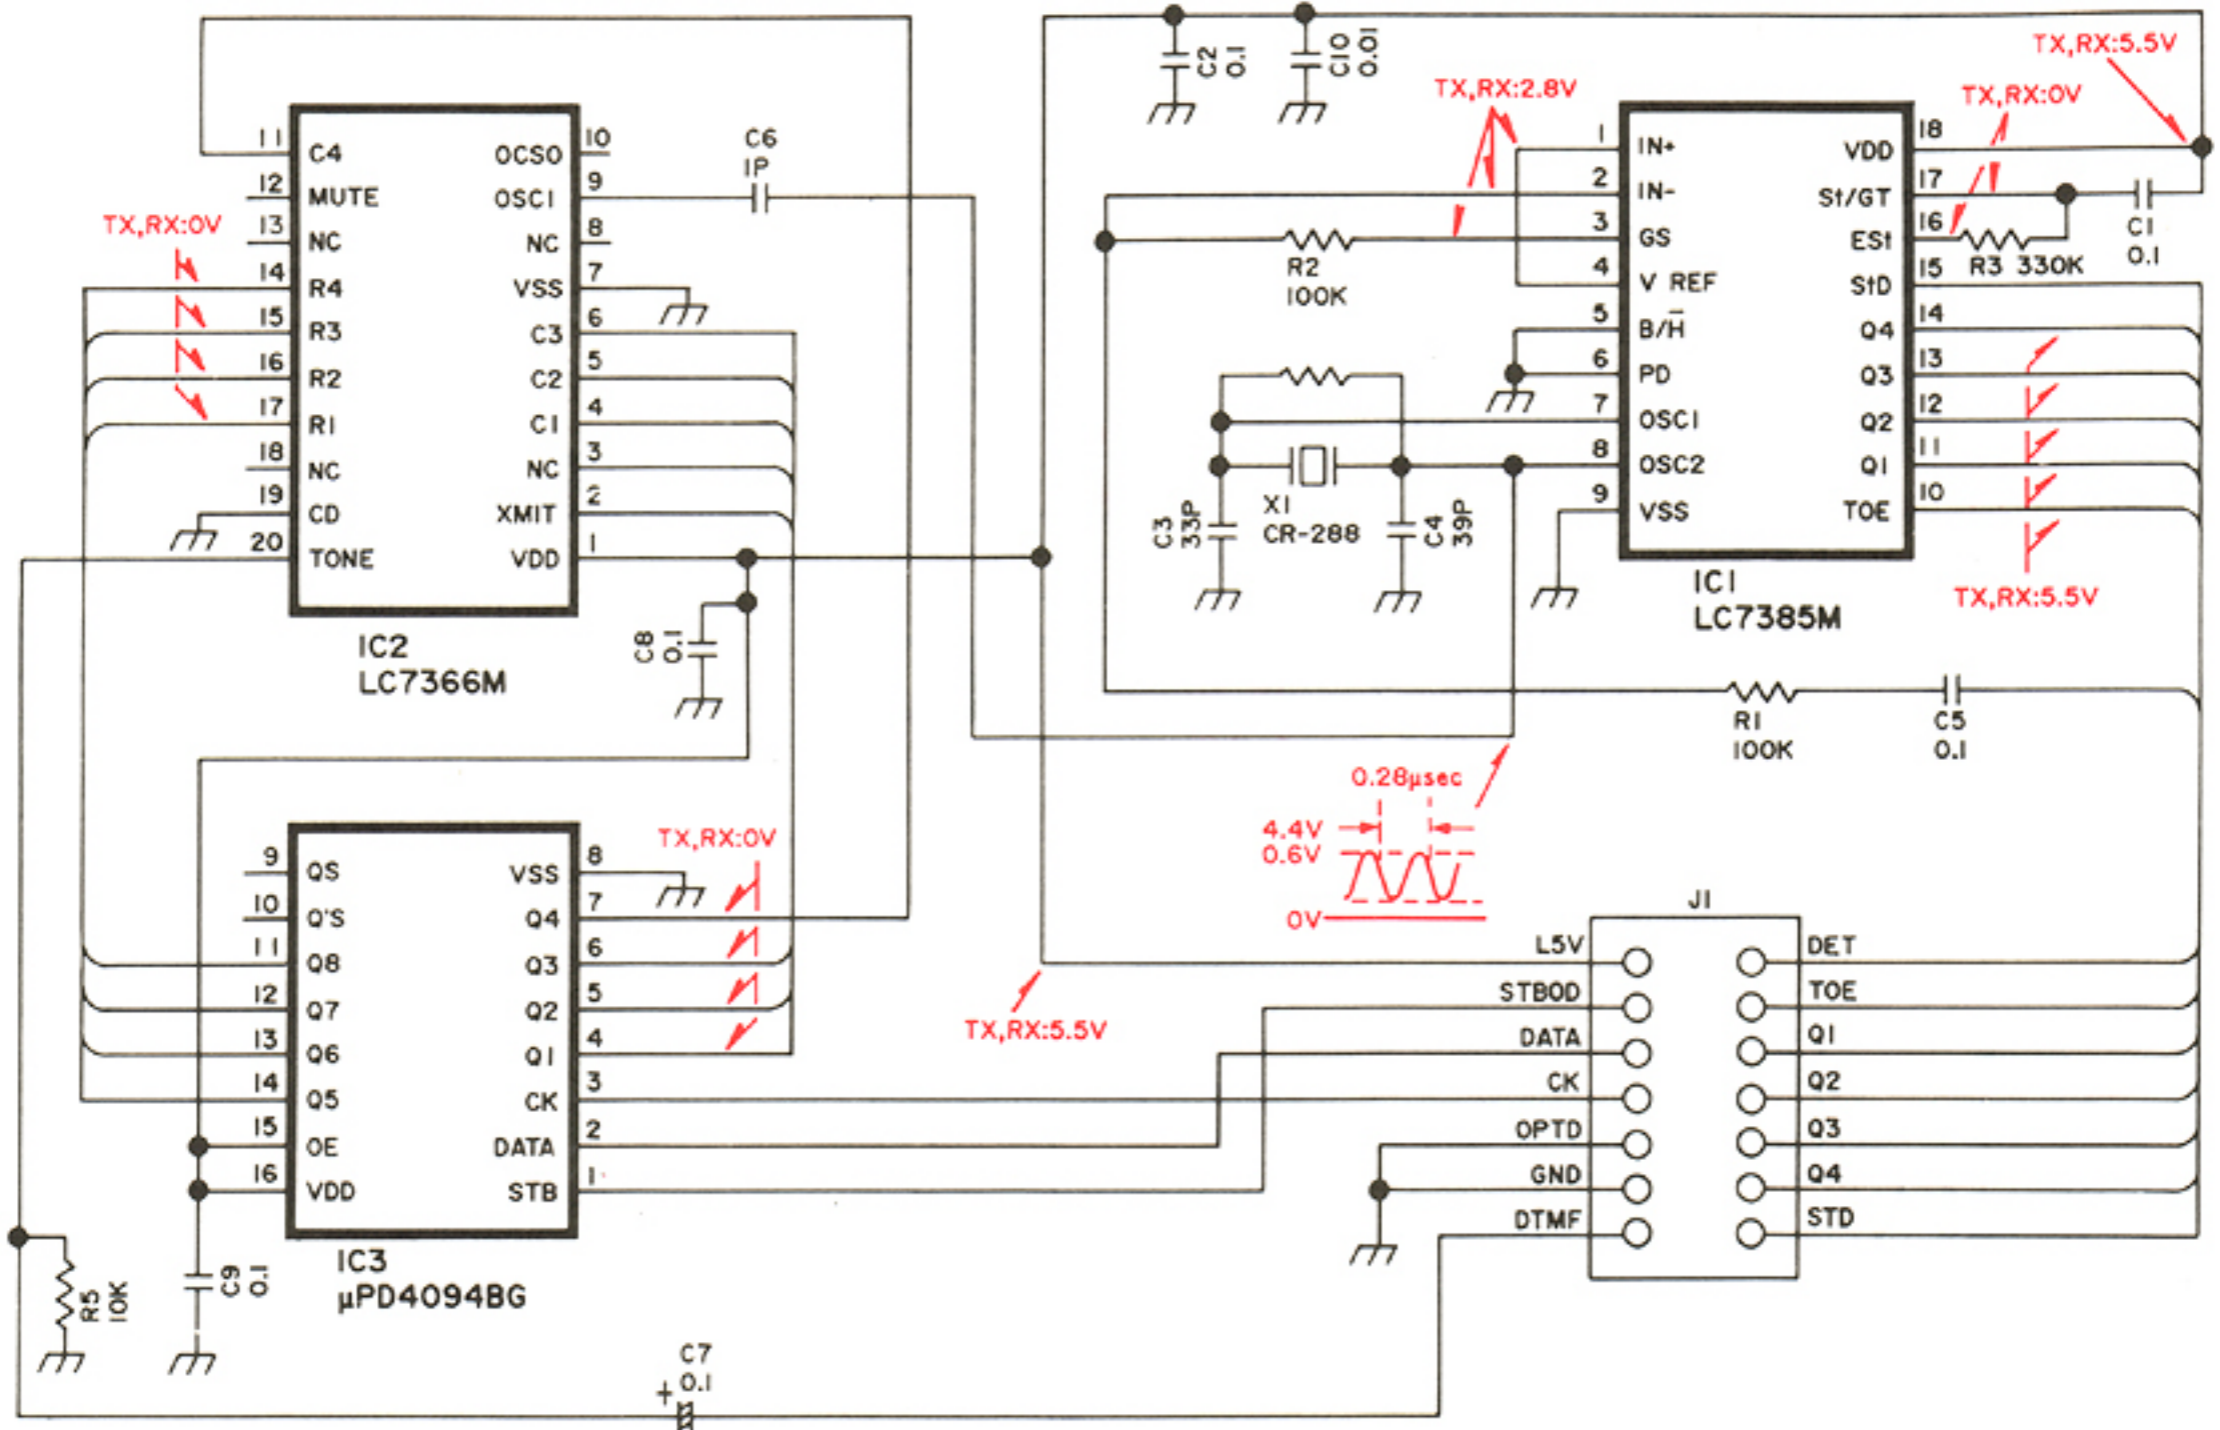 11 C4
12 MUTE
13 NC
14 R4
15 R3
16 R2
17 R1
18 NC
19 CD
20 TONE
OCSO 10
OSC1 9
NC 8
VSS 7
C3 6
C2 5
C1 4
NC 3
XMIT 2
VDD 1
IC2
LC7366M
TX,RX:0V
C6
1P
C8
0.1
C2
0.1
C10
0.01
TX,RX:2.8V
TX,RX:0V
TX,RX:5.5V
1 IN+
2 IN-
3 GS
4 V REF
5 B/H̅
6 PD
7 OSC1
8 OSC2
9 VSS
VDD 18
St/GT 17
ESt 16
StD 15
Q4 14
Q3 13
Q2 12
Q1 11
TOE 10
IC1
LC7385M
C1
0.1
R3 330K
R2
100K
C3
33P
X1
CR-288
C4
39P
TX,RX:5.5V
R1
100K
C5
0.1
0.28µsec
4.4V
0.6V
0V
9 QS
10 Q'S
11 Q8
12 Q7
13 Q6
14 Q5
15 OE
16 VDD
VSS 8
Q4 7
Q3 6
Q2 5
Q1 4
CK 3
DATA 2
STB 1
IC3
µPD4094BG
TX,RX:0V
TX,RX:5.5V
J1
L5V DET
STBOD TOE
DATA Q1
CK Q2
OPTD Q3
GND Q4
DTMF STD
R5
10K
C9
0.1
C7
+ 0.1